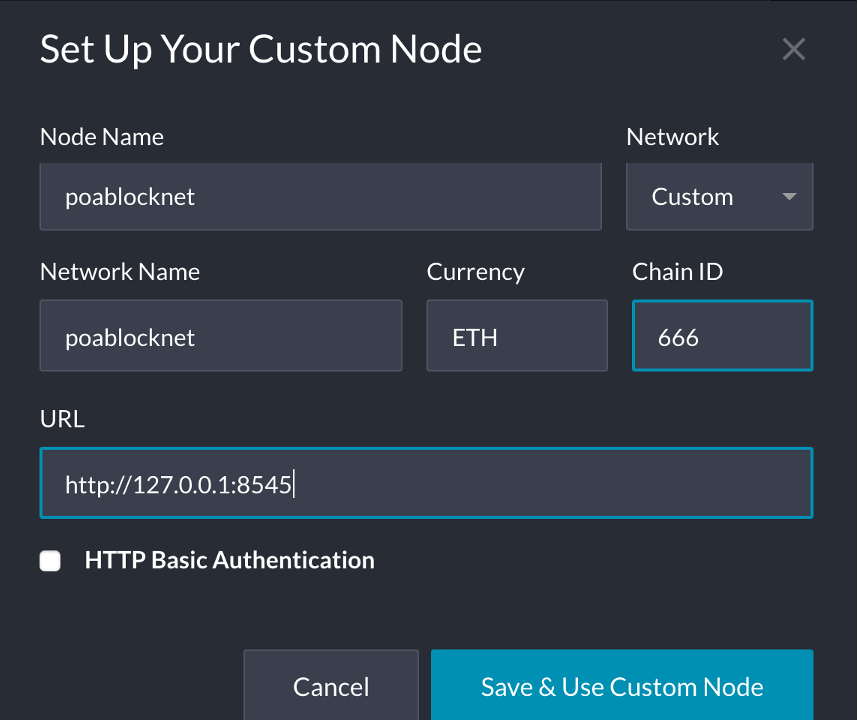 Set Up Your Custom Node
Node Name Network
poablocknet Custom
Network Name Currency Chain ID
poablocknet ETH 666
URL
http://127.0.0.1:8545
HTTP Basic Authentication
Cancel Save & Use Custom Node